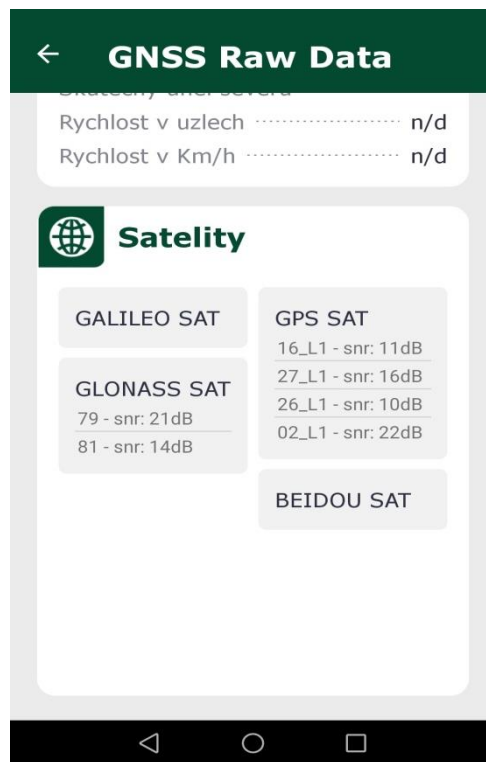 GNSS Raw Data
Rychlost v uzlech n/d
Rychlost v Km/h n/d
Satelity
GALILEO SAT
GLONASS SAT
79 - snr: 21dB
81 - snr: 14dB
GPS SAT
16_L1 - snr: 11dB
27_L1 - snr: 16dB
26_L1 - snr: 10dB
02_L1 - snr: 22dB
BEIDOU SAT